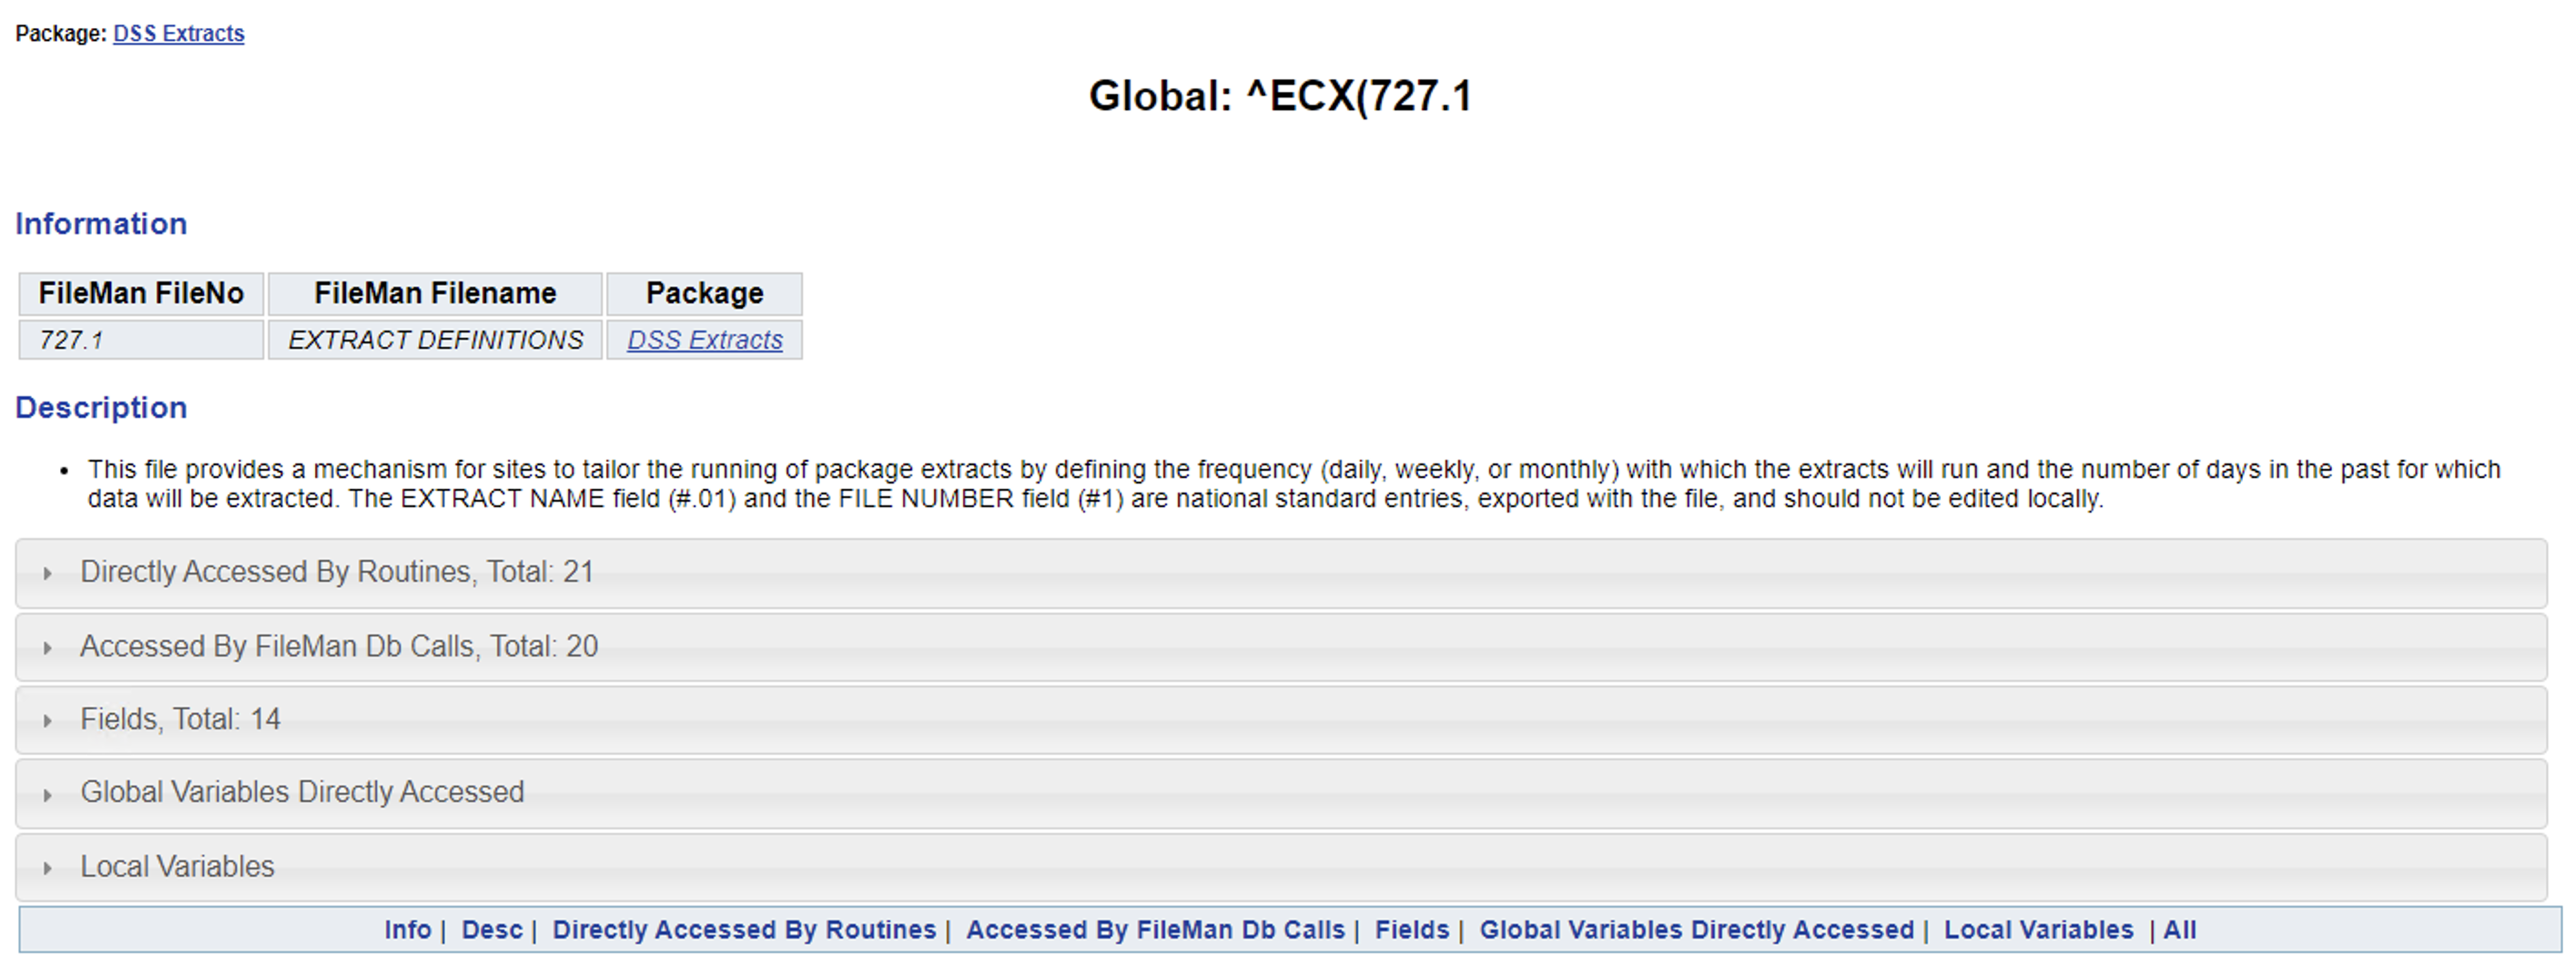 Package: DSS Extracts
Global: ^ECX(727.1
Information
FileMan FileNo FileMan Filename Package
727.1 EXTRACT DEFINITIONS DSS Extracts
Description
• This file provides a mechanism for sites to tailor the running of package extracts by defining the frequency (daily, weekly, or monthly) with which the extracts will run and the number of days in the past for which
data will be extracted. The EXTRACT NAME field (#.01) and the FILE NUMBER field (#1) are national standard entries, exported with the file, and should not be edited locally.
Directly Accessed By Routines, Total: 21
Accessed By FileMan Db Calls, Total: 20
Fields, Total: 14
Global Variables Directly Accessed
Local Variables
Info | Desc | Directly Accessed By Routines | Accessed By FileMan Db Calls | Fields | Global Variables Directly Accessed | Local Variables | All